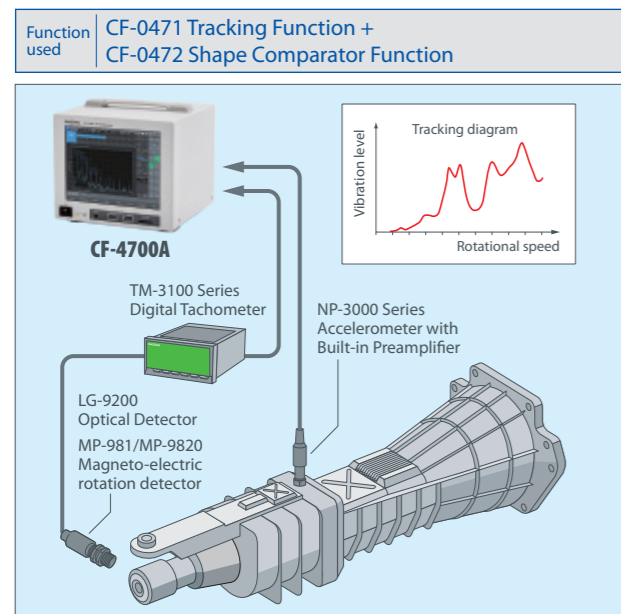 Function
used
CF-0471 Tracking Function +
CF-0472 Shape Comparator Function
Tracking diagram
Vibration level
Rotational speed
CF-4700A
TM-3100 Series
Digital Tachometer
NP-3000 Series
Accelerometer with
Built-in Preamplifier
LG-9200
Optical Detector
MP-981/MP-9820
Magneto-electric
rotation detector